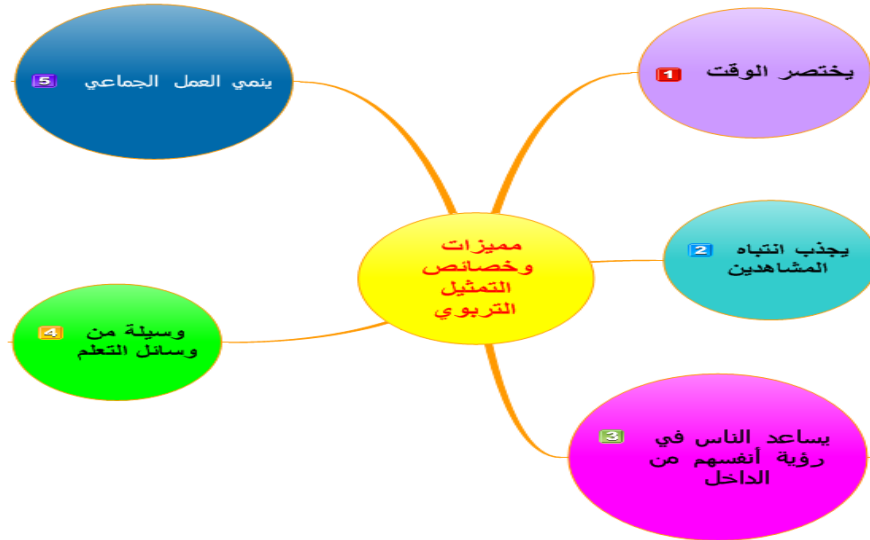 مميزات
وخصائص
التمثيل
التربوي
1 يختصر الوقت
2 يجذب انتباه
المشاهدين
3 يساعد الناس في
رؤية أنفسهم من
الداخل
4 وسيلة من
وسائل التعلم
5 ينمي العمل الجماعي